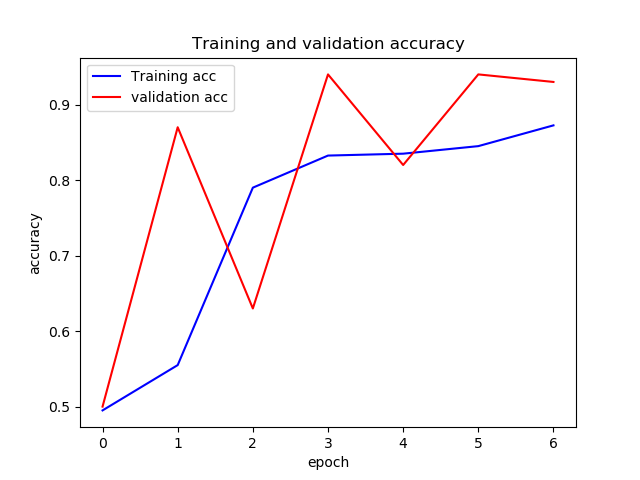 Training and validation accuracy
Training acc
validation acc
0.9
0.8
0.7
0.6
0.5
accuracy
0 1 2 3 4 5 6
epoch